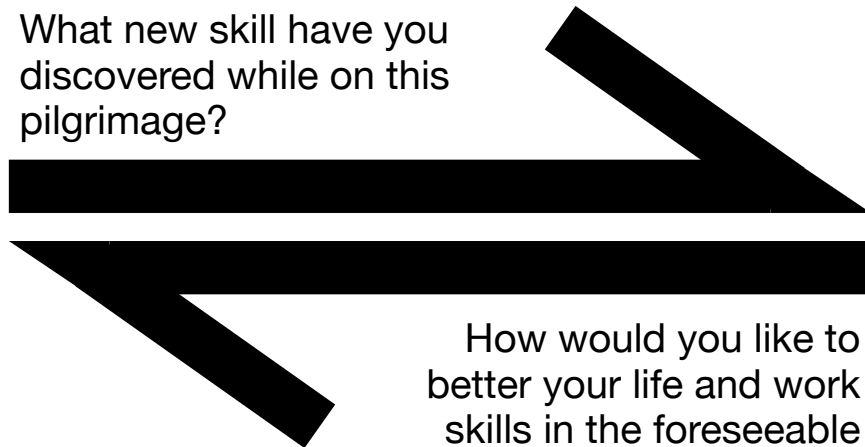 What new skill have you
discovered while on this
pilgrimage?
How would you like to
better your life and work
skills in the foreseeable